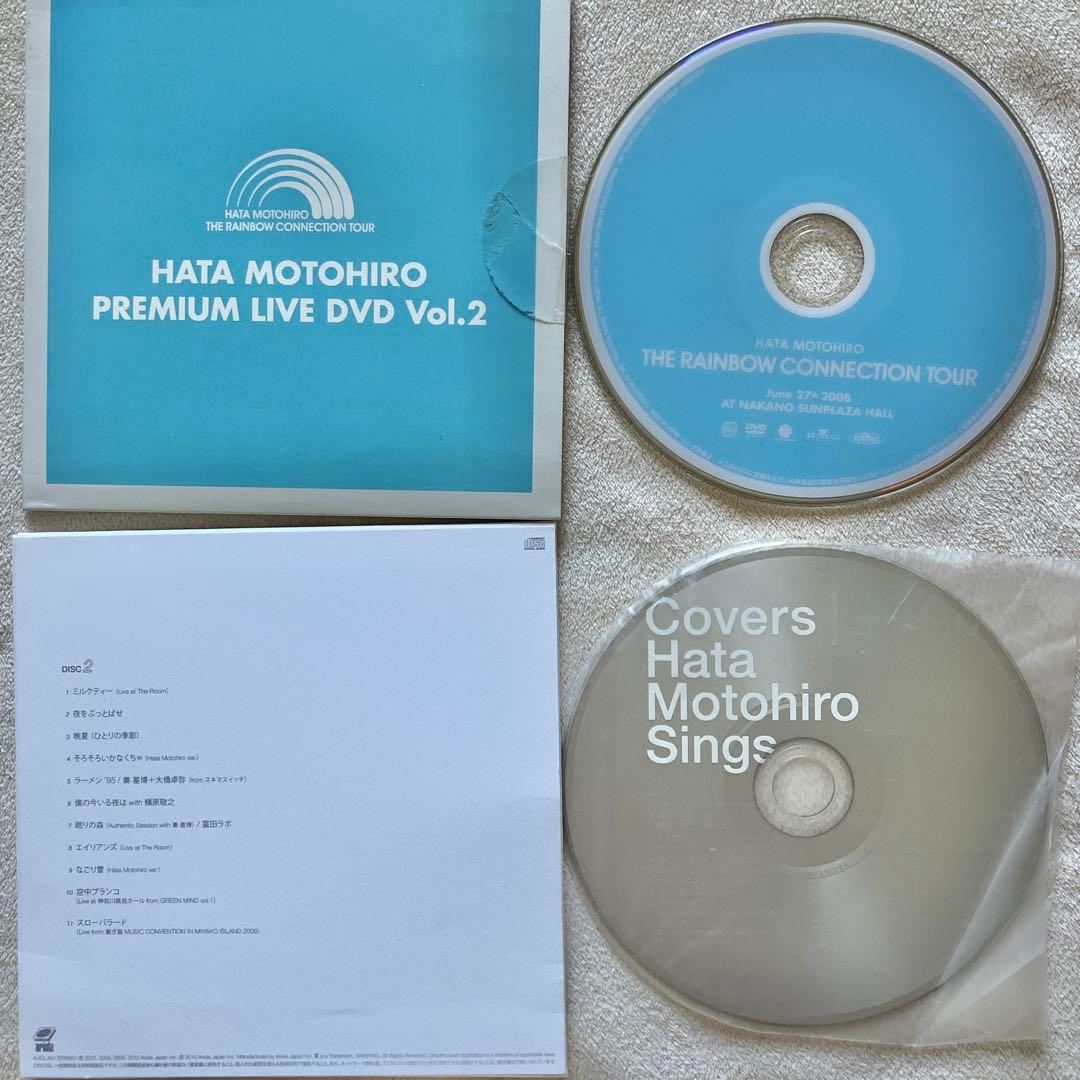 HATA MOTOHIRO
THE RAINBOW CONNECTION TOUR
HATA MOTOHIRO
PREMIUM LIVE DVD Vol.2
HATA MOTOHIRO
THE RAINBOW CONNECTION TOUR
June 27th 2008
AT NAKANO SUNPLAZA HALL
DVD
DISC 2
1 ミルクティー (Live at The Room)
2 夜をぶっとばせ
3 晩夏 (ひとりの季節)
4 そろそろいかなくちゃ (Hata Motohiro ver.)
5 ラーメン '95 / 秦 基博+大橋卓弥 (from スキマスイッチ)
6 僕の今いる夜は with 槇原敬之
7 眠りの森 (Authentic Session with 秦 基博) / 冨田ラボ
8 エイリアンズ (Live at The Room)
9 なごり雪 (Hata Motohiro ver.)
10 空中ブランコ
(Live at 神奈川県民ホール from GREEN MIND vol.1)
11 スローバラード
(Live from 美ぎ島 MUSIC CONVENTION IN MIYAKO ISLAND 2009)
Covers
Hata
Motohiro
Sings